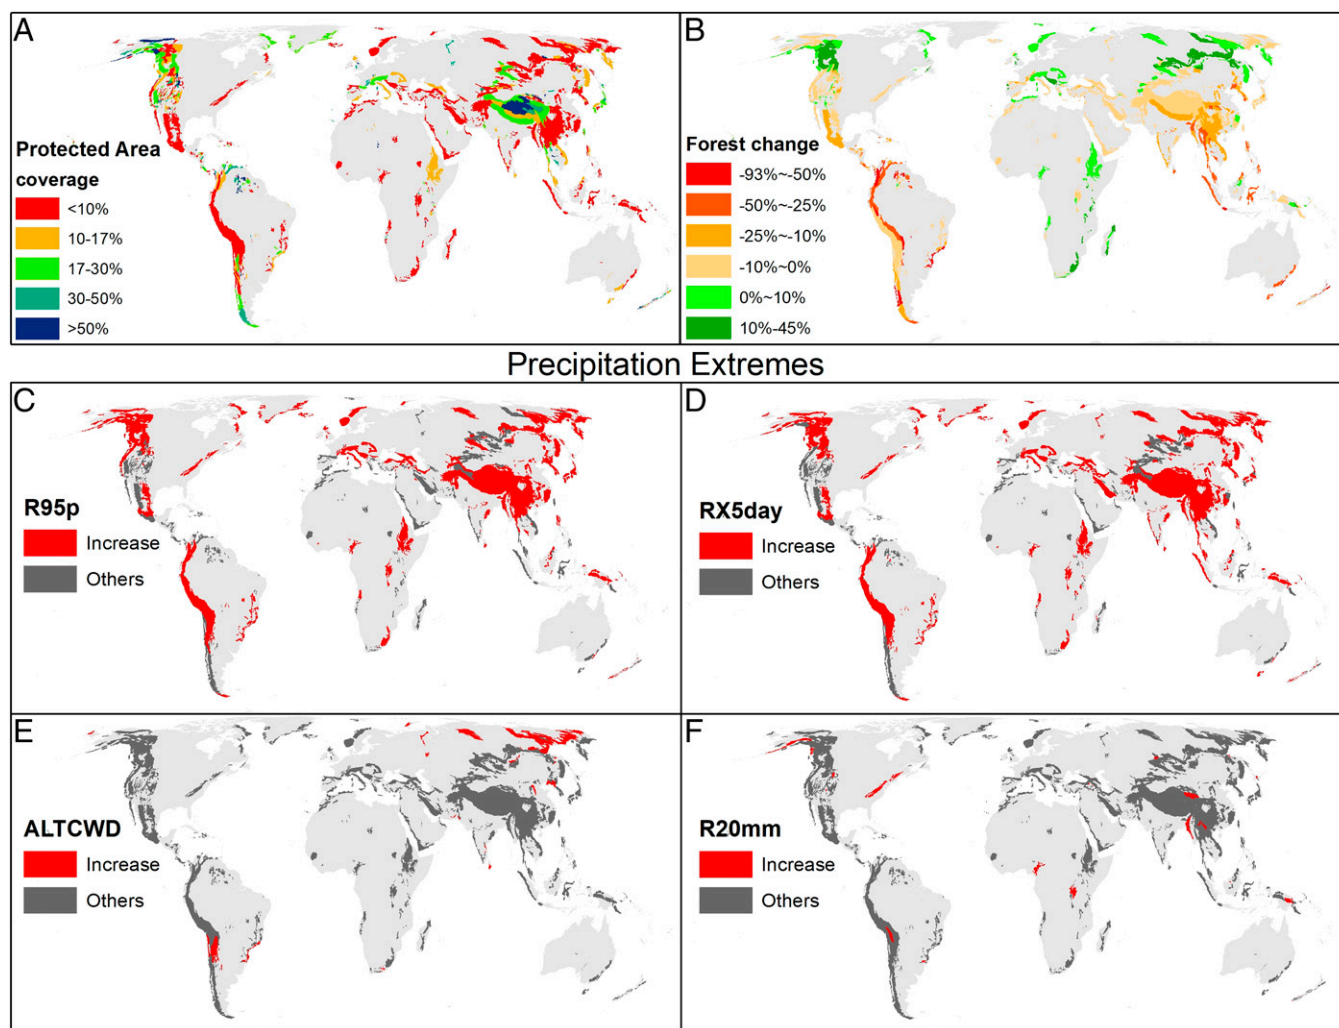 A
Protected Area
coverage
<10%
10-17%
17-30%
30-50%
>50%
B
Forest change
-93%~-50%
-50%~-25%
-25%~-10%
-10%~0%
0%~10%
10%-45%
Precipitation Extremes
C
R95p
Increase
Others
D
RX5day
Increase
Others
E
ALTCWD
Increase
Others
F
R20mm
Increase
Others